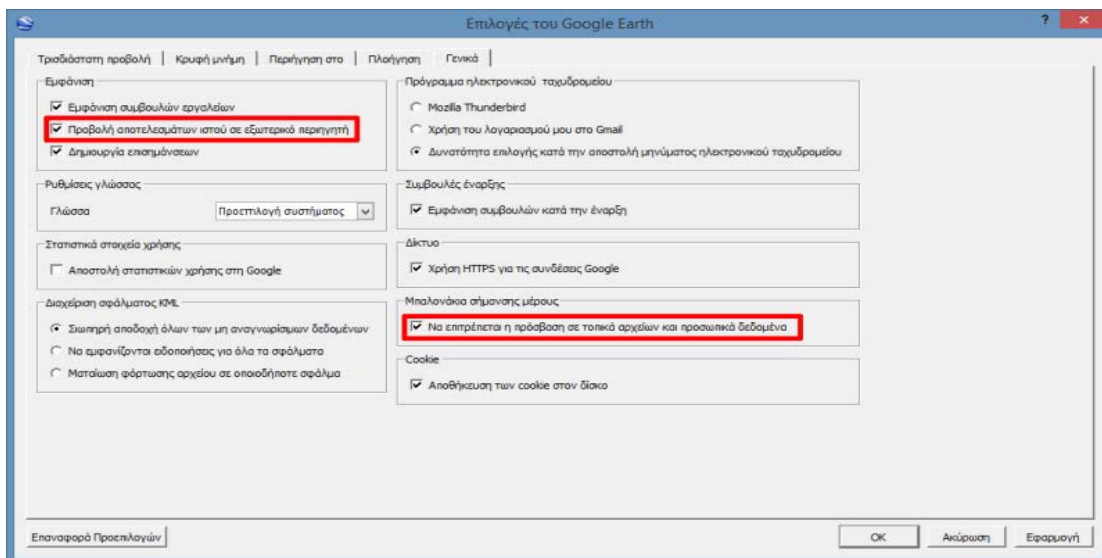 Επιλογές του Google Earth
?
Τρισδιάστατη προβολή
Κρυφή μνήμη
Περιήγηση στο
Πλοήγηση
Γενικά
Εμφάνιση
Εμφάνιση συμβουλών εργαλείων
Προβολή αποτελεσμάτων ιστού σε εξωτερικό περιηγητή
Δημιουργία επισημάνσεων
Ρυθμίσεις γλώσσας
Γλώσσα
Προεπιλογή συστήματος
Στατιστικά στοιχεία χρήσης
Αποστολή στατιστικών χρήσης στη Google
Διαχείριση σφάλματος KML
Σιωπηρή αποδοχή όλων των μη αναγνωρίσιμων δεδομένων
Να εμφανίζονται ειδοποιήσεις για όλα τα σφάλματα
Ματαίωση φόρτωσης αρχείου σε οποιοδήποτε σφάλμα
Πρόγραμμα ηλεκτρονικού ταχυδρομείου
Mozilla Thunderbird
Χρήση του λογαριασμού μου στο Gmail
Δυνατότητα επιλογής κατά την αποστολή μηνύματος ηλεκτρονικού ταχυδρομείου
Συμβουλές έναρξης
Εμφάνιση συμβουλών κατά την έναρξη
Δίκτυο
Χρήση HTTPS για τις συνδέσεις Google
Μπαλονάκια σήμανσης μέρους
Να επιτρέπεται η πρόσβαση σε τοπικά αρχείων και προσωπικά δεδομένα
Cookie
Αποθήκευση των cookie στον δίσκο
Επαναφορά Προεπιλογών
OK
Ακύρωση
Εφαρμογή